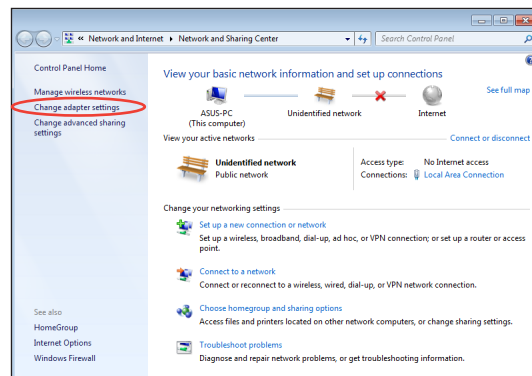 « Network and Internet ▸ Network and Sharing Center
Search Control Panel
Control Panel Home
Manage wireless networks
Change adapter settings
Change advanced sharing
settings
See also
HomeGroup
Internet Options
Windows Firewall
View your basic network information and set up connections
See full map
ASUS-PC
(This computer)
Unidentified network
Internet
View your active networks
Connect or disconnect
Unidentified network
Public network
Access type: No Internet access
Connections: Local Area Connection
Change your networking settings
Set up a new connection or network
Set up a wireless, broadband, dial-up, ad hoc, or VPN connection; or set up a router or access
point.
Connect to a network
Connect or reconnect to a wireless, wired, dial-up, or VPN network connection.
Choose homegroup and sharing options
Access files and printers located on other network computers, or change sharing settings.
Troubleshoot problems
Diagnose and repair network problems, or get troubleshooting information.